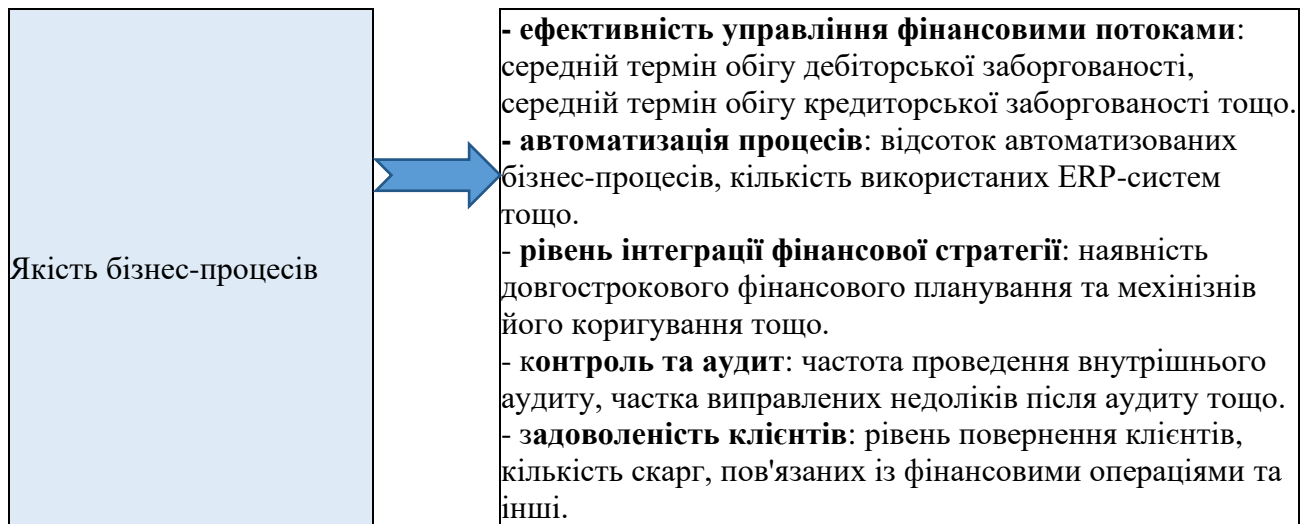 Якість бізнес-процесів
- ефективність управління фінансовими потоками:
середній термін обігу дебіторської заборгованості,
середній термін обігу кредиторської заборгованості тощо.
- автоматизація процесів: відсоток автоматизованих
бізнес-процесів, кількість використаних ERP-систем
тощо.
- рівень інтеграції фінансової стратегії: наявність
довгострокового фінансового планування та мехінізнів
його коригування тощо.
- контроль та аудит: частота проведення внутрішнього
аудиту, частка виправлених недоліків після аудиту тощо.
- задоволеність клієнтів: рівень повернення клієнтів,
кількість скарг, пов'язаних із фінансовими операціями та
інші.